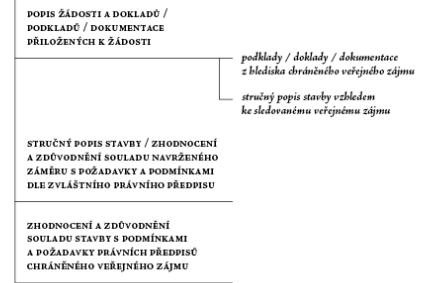 POPIS ŽÁDOSTI A DOKLADŮ /
PODKLADŮ / DOKUMENTACE
PŘILOŽENÝCH K ŽÁDOSTI
podklady / doklady / dokumentace
z hlediska chráněného veřejného zájmu
stručný popis stavby vzhledem
ke sledovanému veřejnému zájmu
STRUČNÝ POPIS STAVBY / ZHODNOCENÍ
A ZDŮVODNĚNÍ SOULADU NAVRŽENÉHO
ZÁMĚRU S POŽADAVKY A PODMÍNKAMI
DLE ZVLÁŠTNÍHO PRÁVNÍHO PŘEDPISU
ZHODNOCENÍ A ZDŮVODNĚNÍ
SOULADU STAVBY S PODMÍNKAMI
A POŽADAVKY PRÁVNÍCH PŘEDPISŮ
CHRÁNĚNÉHO VEŘEJNÉHO ZÁJMU